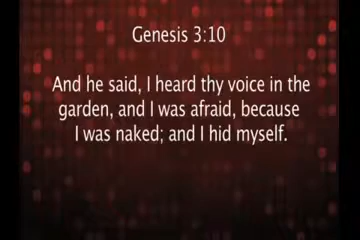 Genesis 3:10
And he said, I heard thy voice in the
garden, and I was afraid, because
I was naked; and I hid myself.